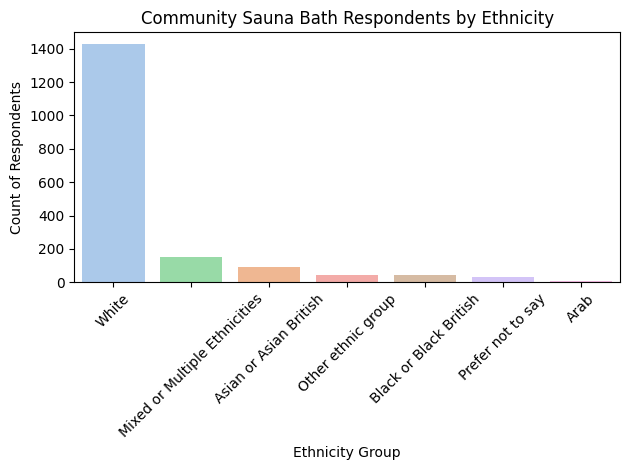 Community Sauna Bath Respondents by Ethnicity
Count of Respondents
1400
1200
1000
800
600
400
200
0
White
Mixed or Multiple Ethnicities
Asian or Asian British
Other ethnic group
Black or Black British
Prefer not to say
Arab
Ethnicity Group